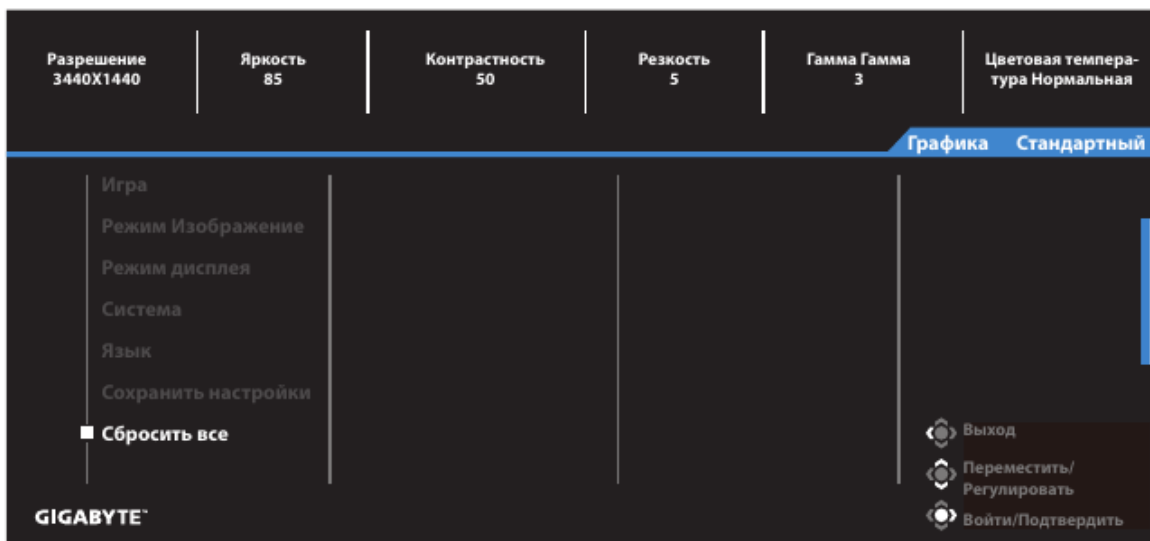 Разрешение
3440X1440
Яркость
85
Контрастность
50
Резкость
5
Гамма Гамма
3
Цветовая темпера-
тура Нормальная
Графика Стандартный
Игра
Режим Изображение
Режим дисплея
Система
Язык
Сохранить настройки
Сбросить все
Выход
Переместить/
Регулировать
Войти/Подтвердить
GIGABYTE™